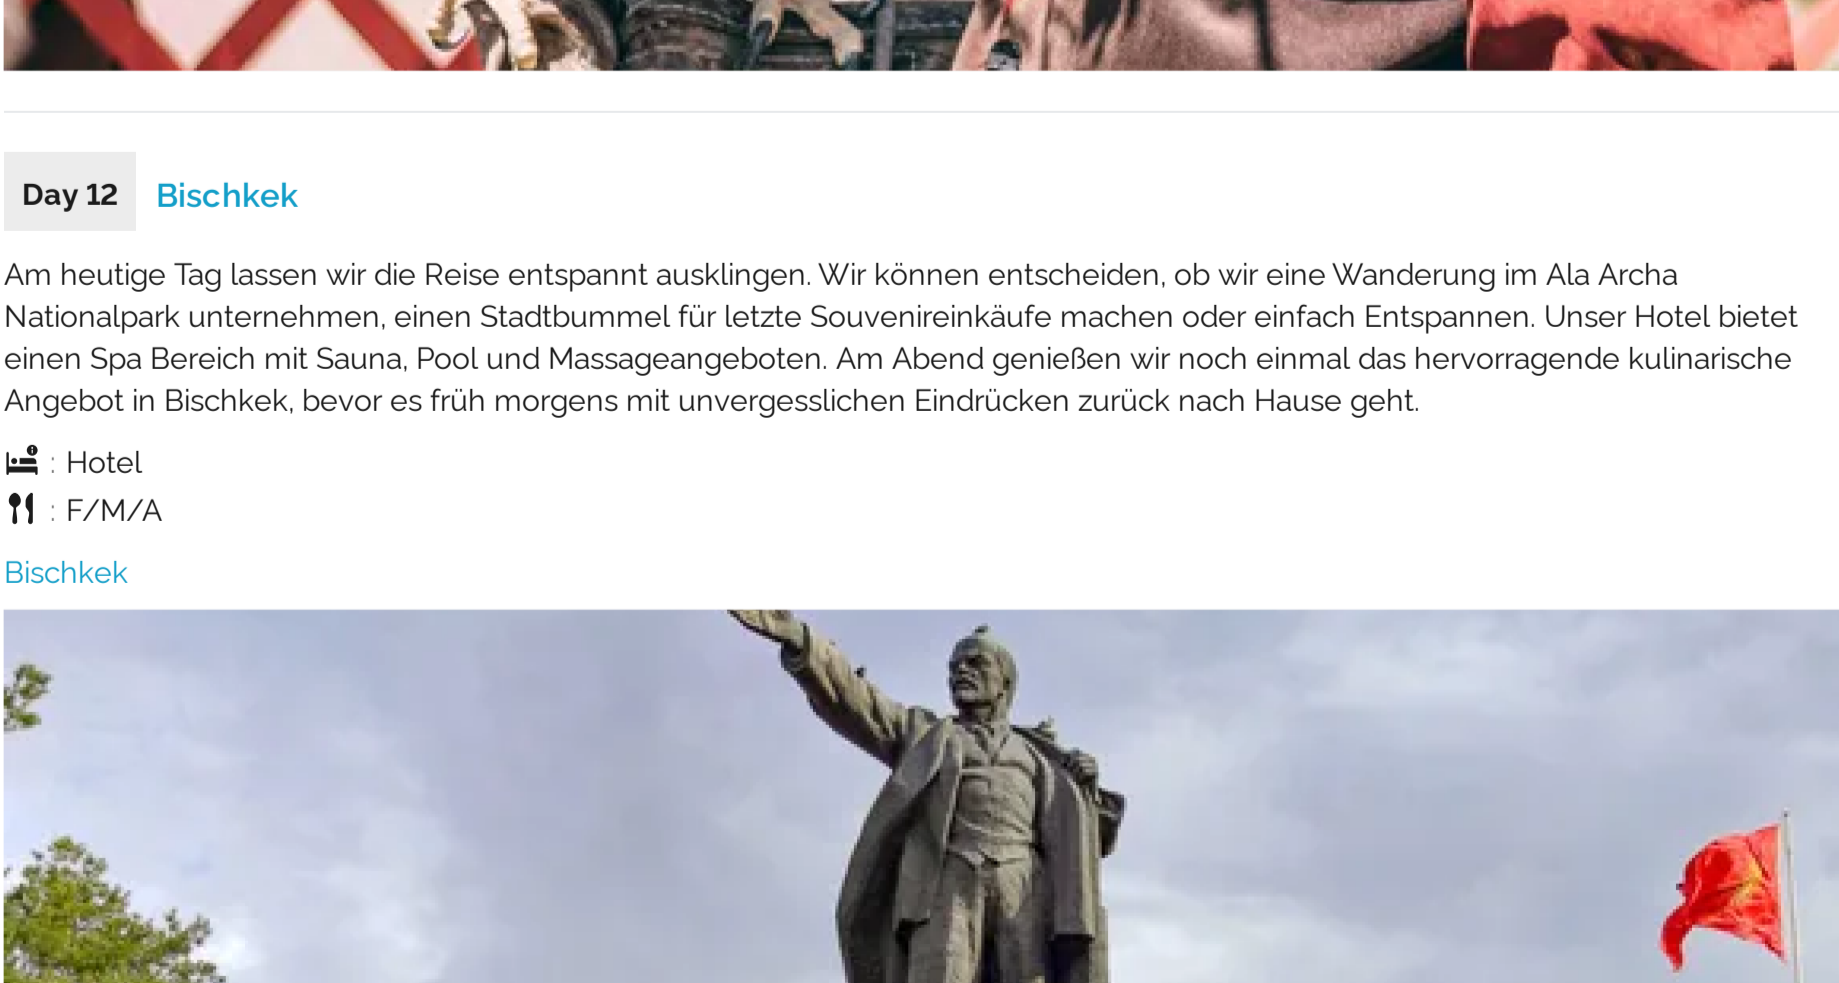 Day 12 Bischkek
Am heutige Tag lassen wir die Reise entspannt ausklingen. Wir können entscheiden, ob wir eine Wanderung im Ala Archa
Nationalpark unternehmen, einen Stadtbummel für letzte Souvenireinkäufe machen oder einfach Entspannen. Unser Hotel bietet
einen Spa Bereich mit Sauna, Pool und Massageangeboten. Am Abend genießen wir noch einmal das hervorragende kulinarische
Angebot in Bischkek, bevor es früh morgens mit unvergesslichen Eindrücken zurück nach Hause geht.
: Hotel
: F/M/A
Bischkek